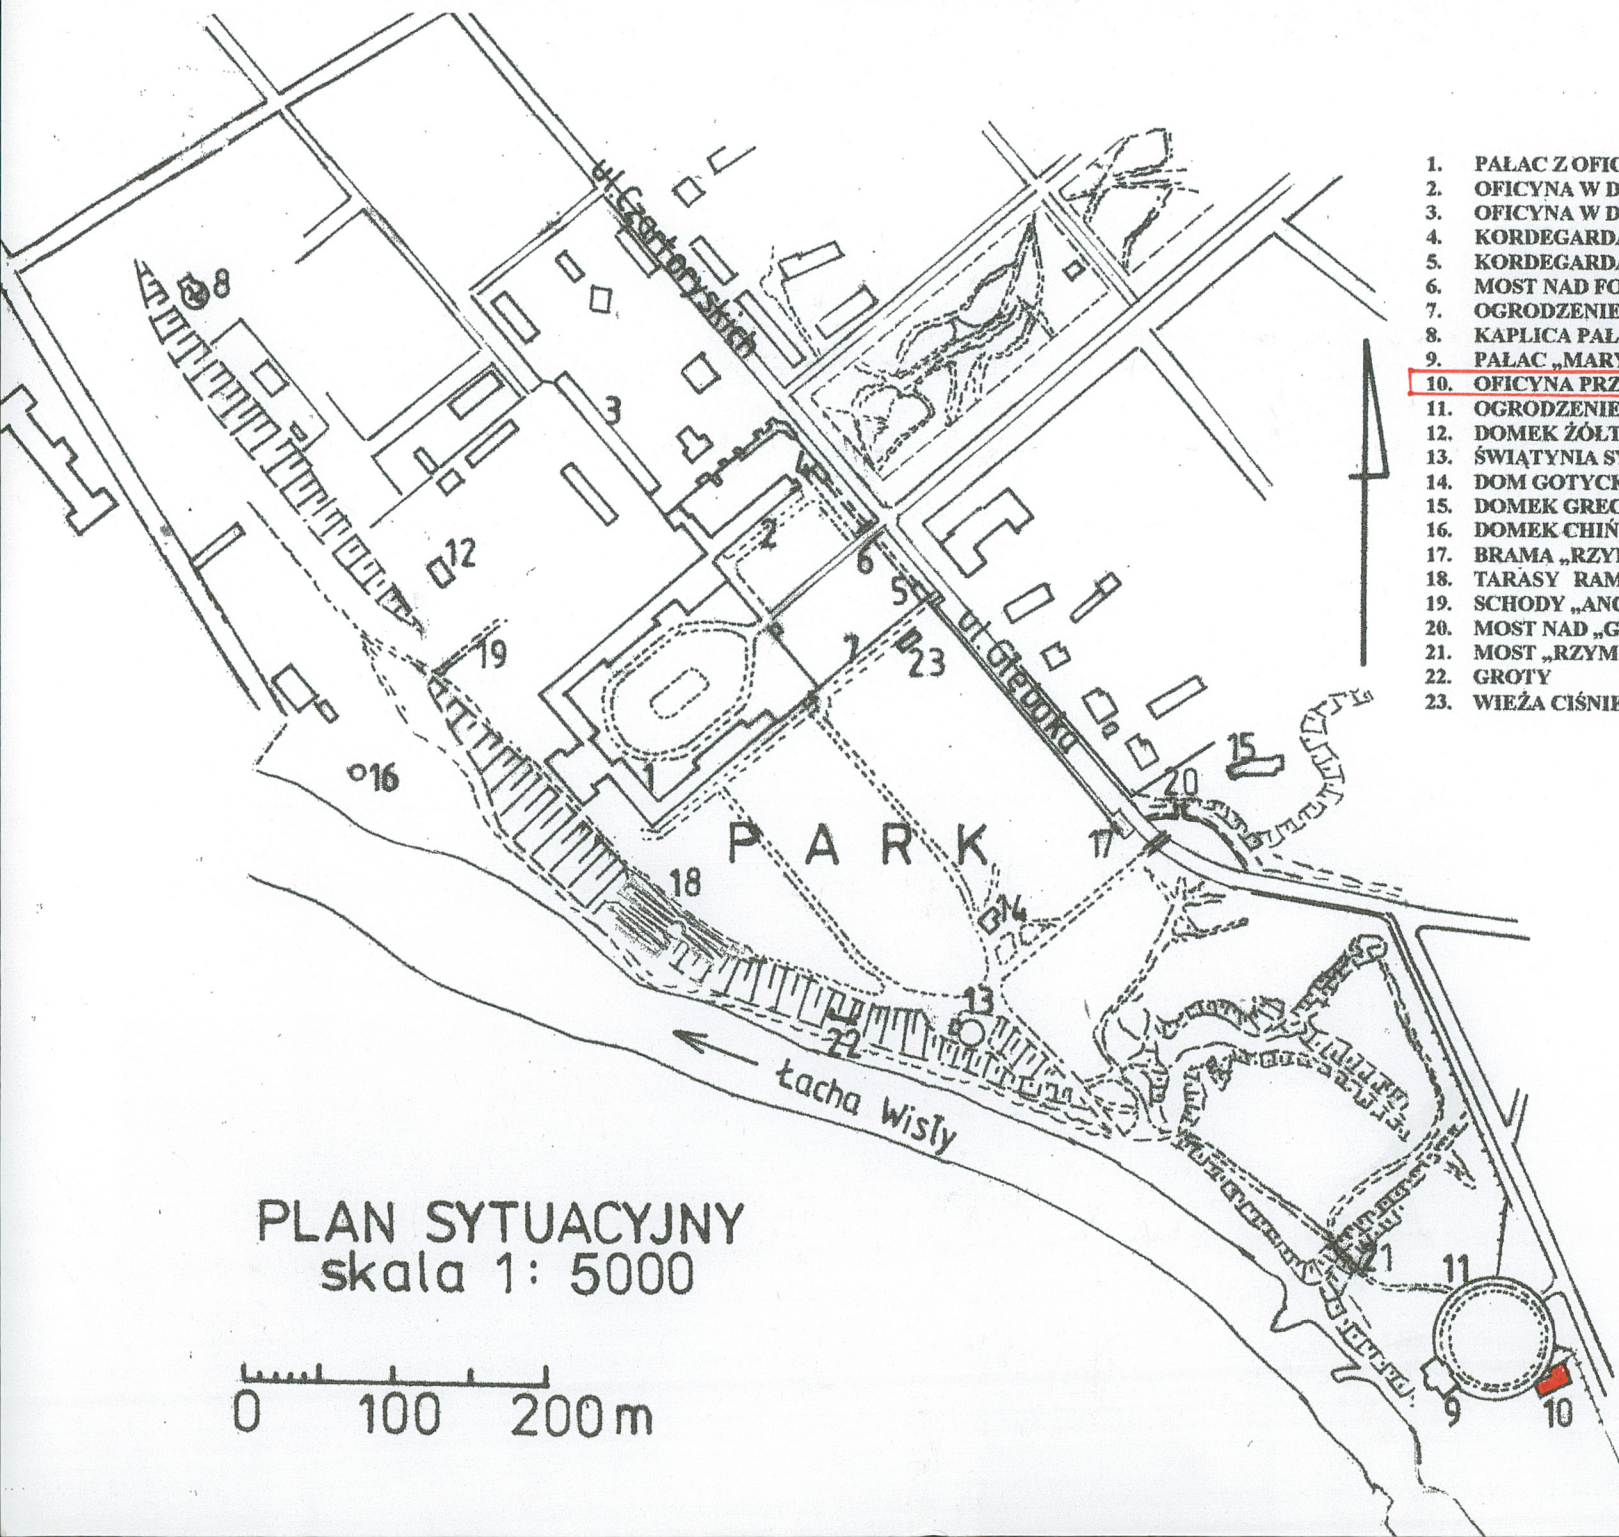 ul. Czartoryskich
8
3
4
2
12
6
5
ul. Głęboka
7
23
19
1
15
16
20
PARK
17
18
14
13
22
Łacha Wisły
21
11
9
10
PLAN SYTUACYJNY
skala 1: 5000
0 100 200 m
1. PAŁAC Z OFIC
2. OFICYNA W D
3. OFICYNA W D
4. KORDEGARDA
5. KORDEGARDA
6. MOST NAD FO
7. OGRODZENIE
8. KAPLICA PAŁ
9. PAŁAC „MARY
10. OFICYNA PRZ
11. OGRODZENIE
12. DOMEK ŻÓŁT
13. ŚWIĄTYNIA SY
14. DOM GOTYCK
15. DOMEK GREC
16. DOMEK CHIŃ
17. BRAMA „RZYM
18. TARASY RAM
19. SCHODY „ANG
20. MOST NAD „G
21. MOST „RZYM
22. GROTY
23. WIEŻA CIŚNIE